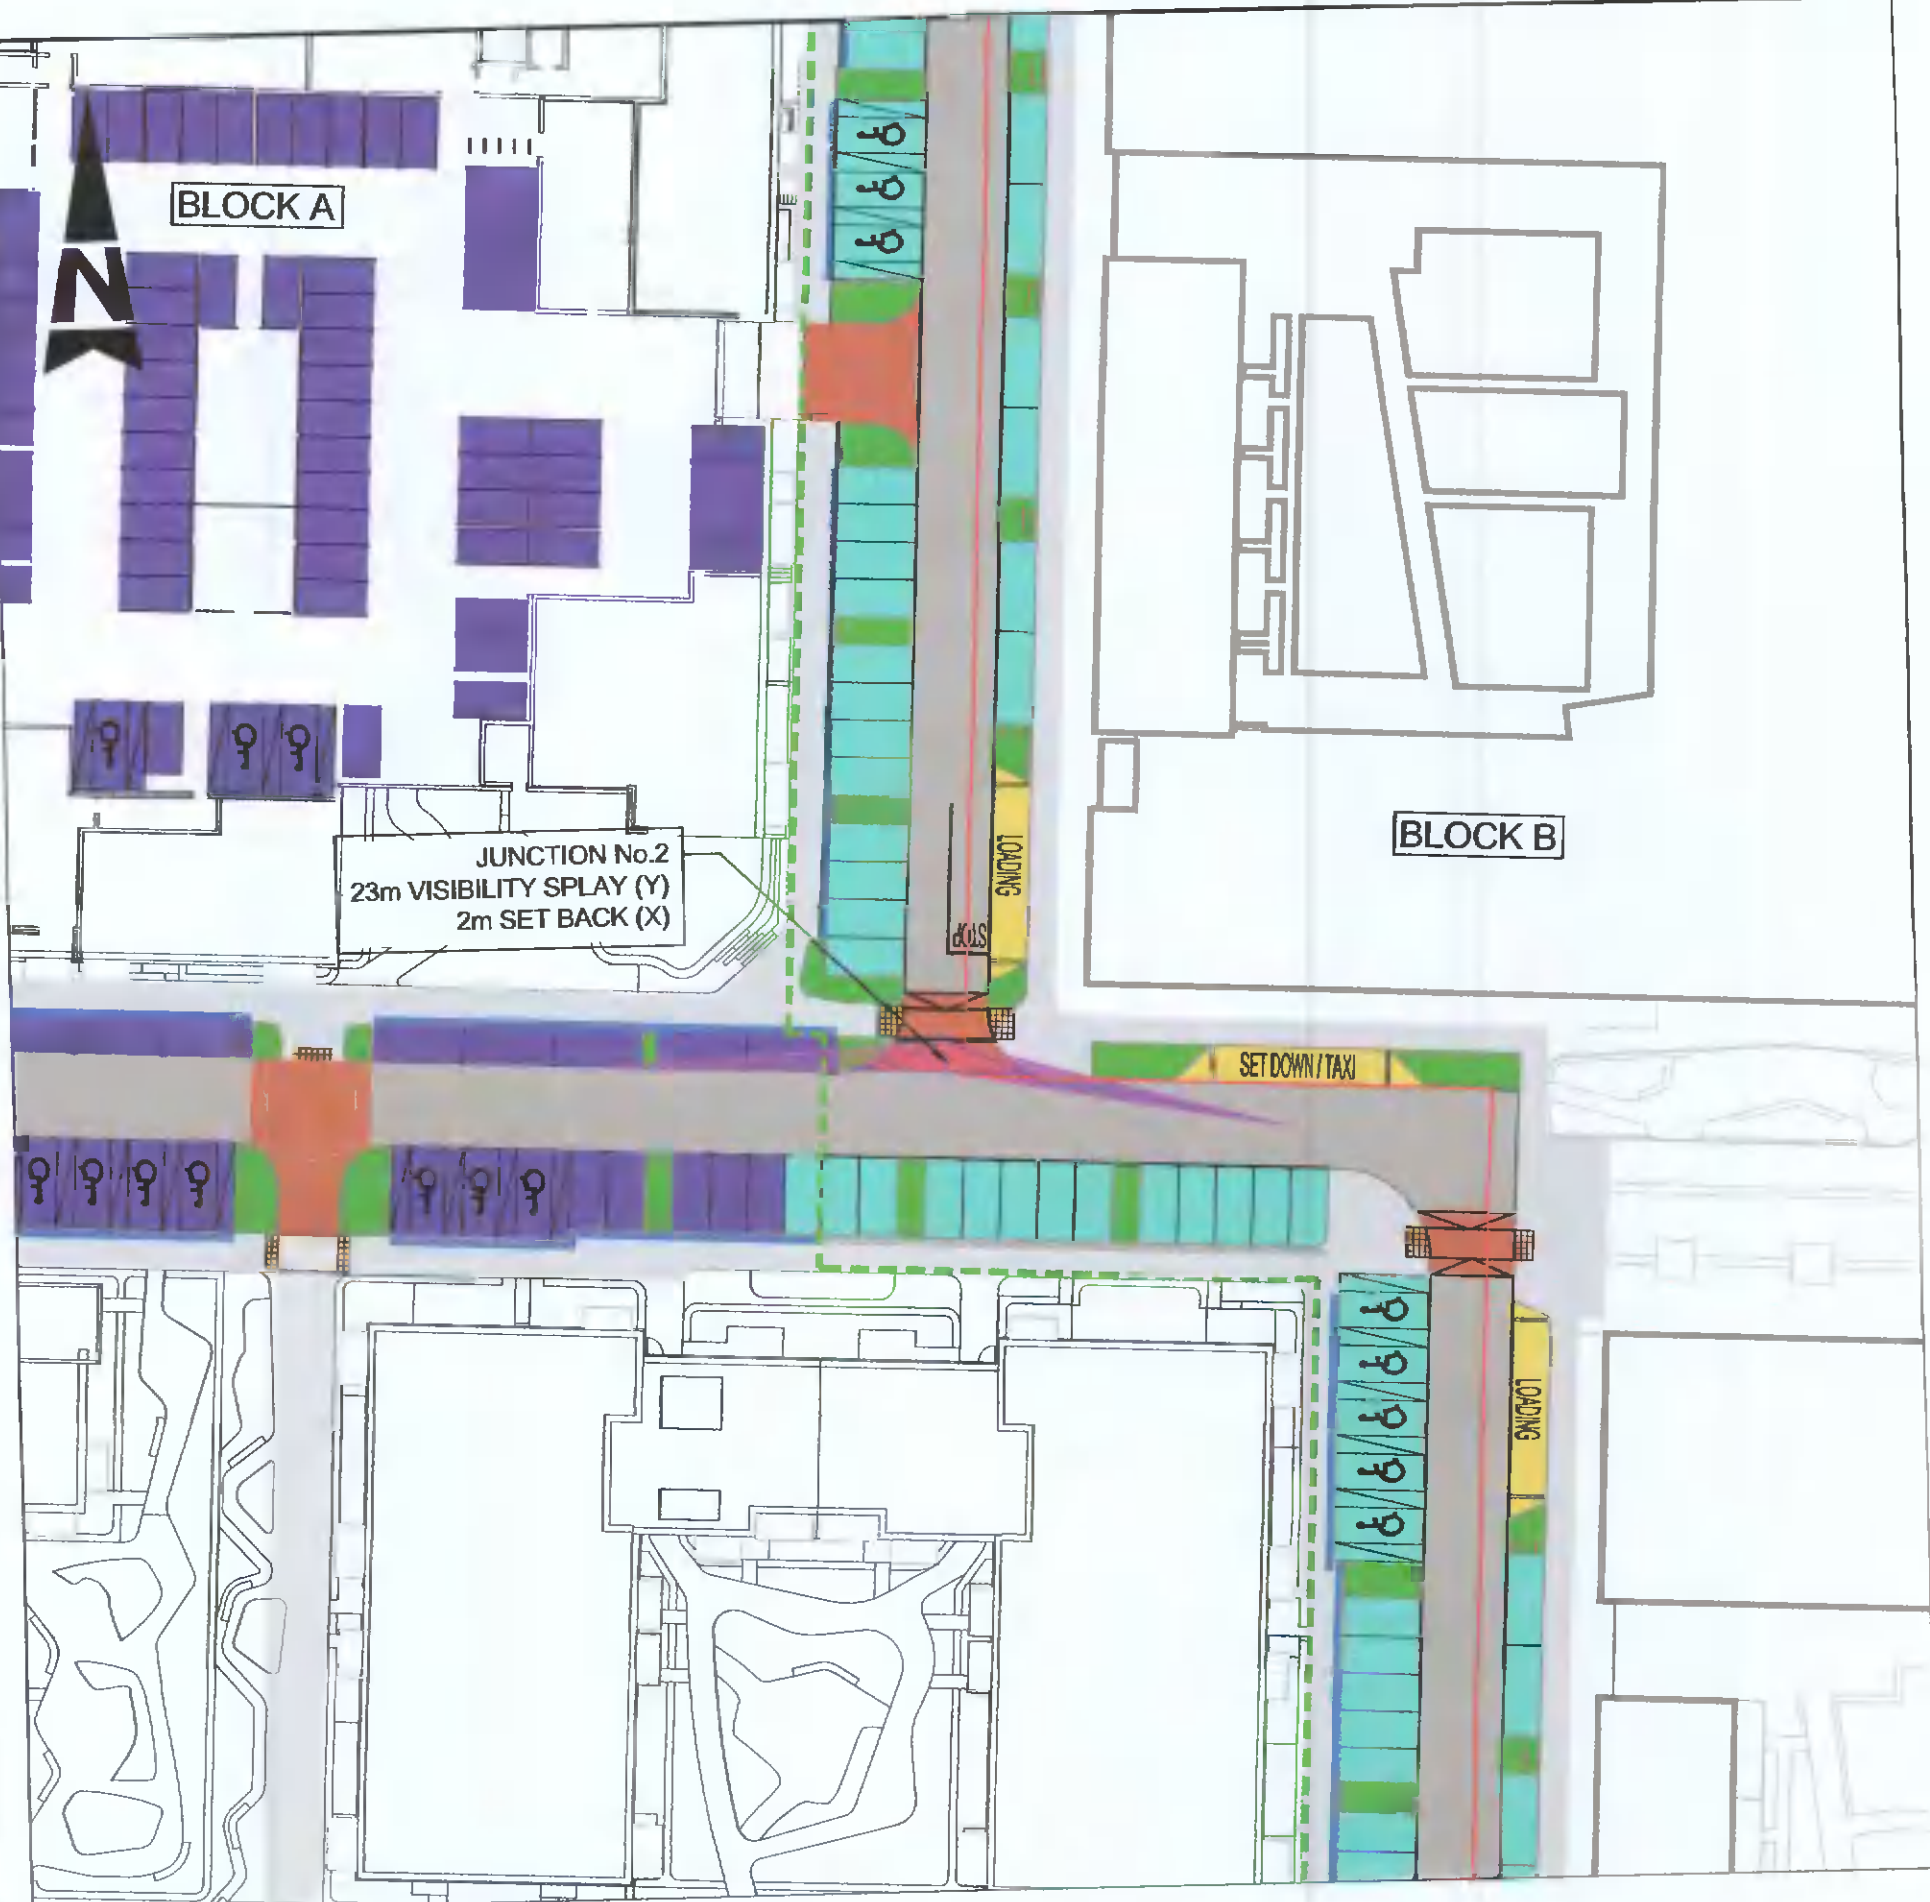 BLOCK A
N
JUNCTION No.2
23m VISIBILITY SPLAY (Y)
2m SET BACK (X)
LOADING
STOP
BLOCK B
SET DOWN / TAXI
LOADING